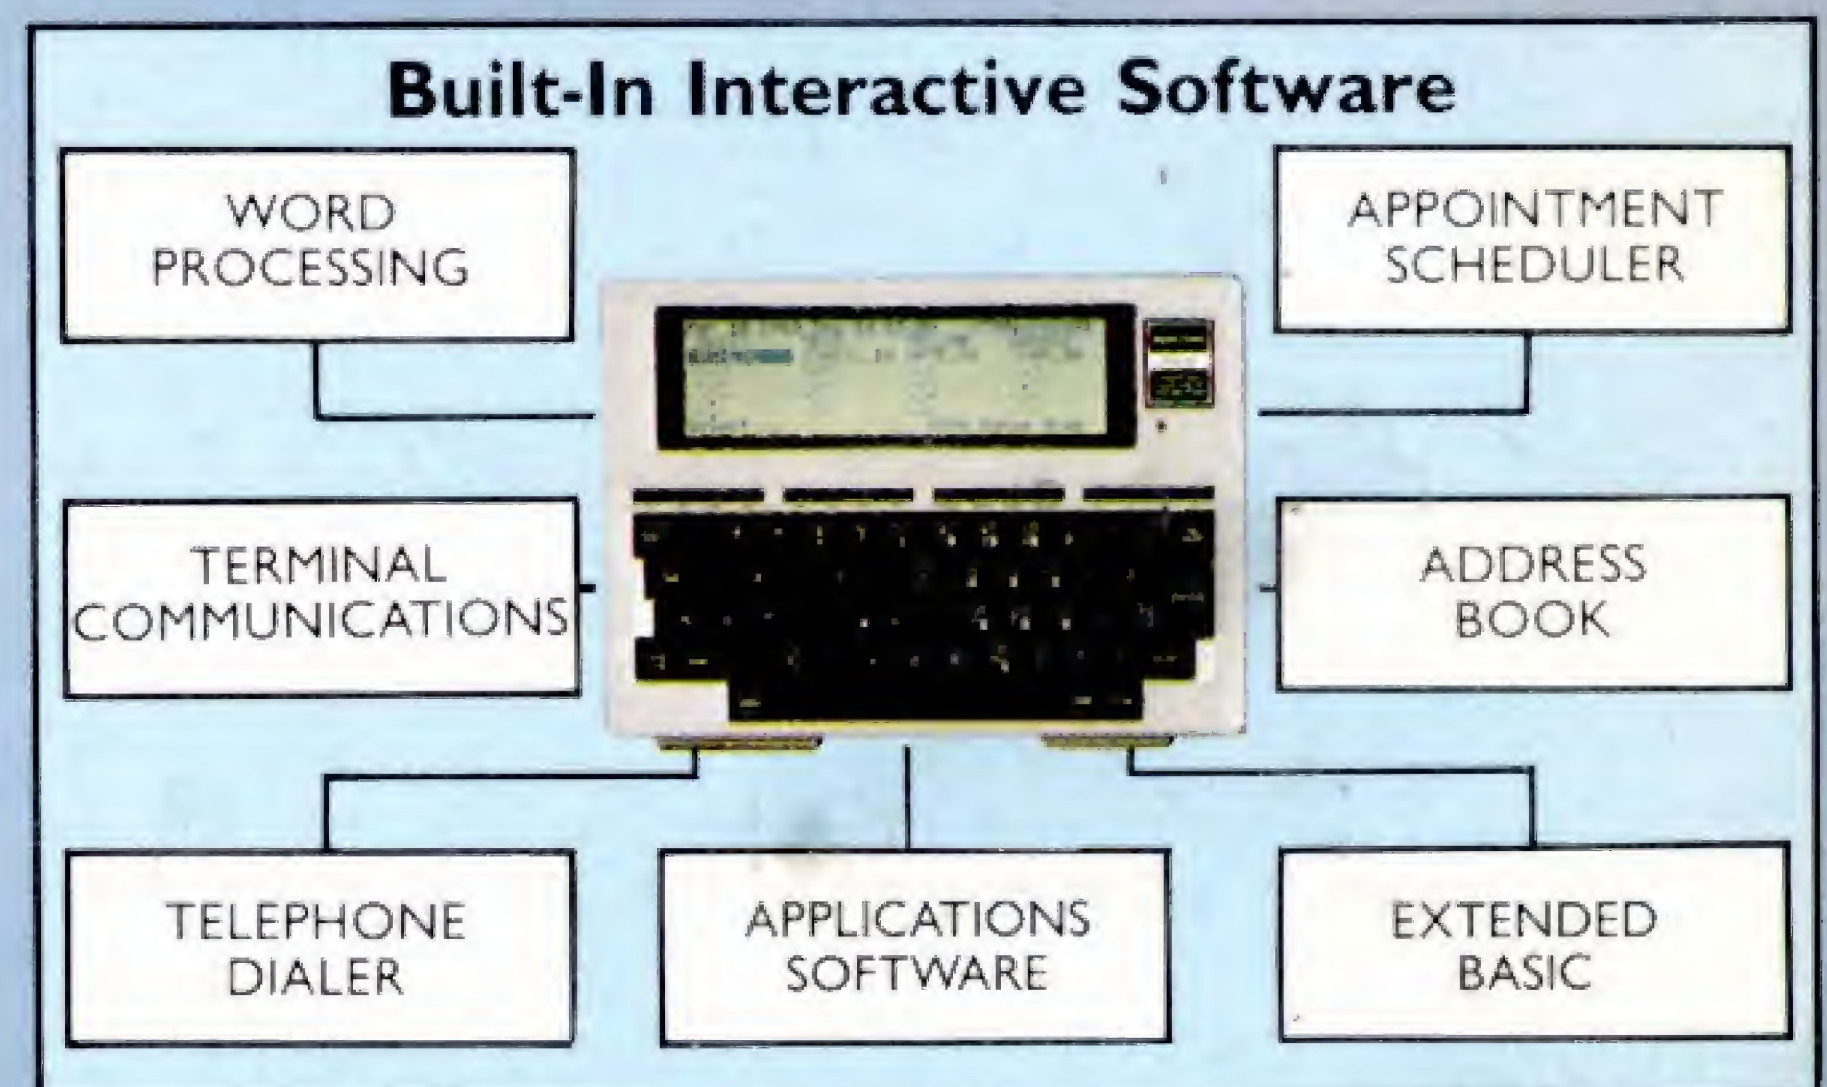 Built-In Interactive Software
WORD
PROCESSING
APPOINTMENT
SCHEDULER
TERMINAL
COMMUNICATIONS
ADDRESS
BOOK
TELEPHONE
DIALER
APPLICATIONS
SOFTWARE
EXTENDED
BASIC